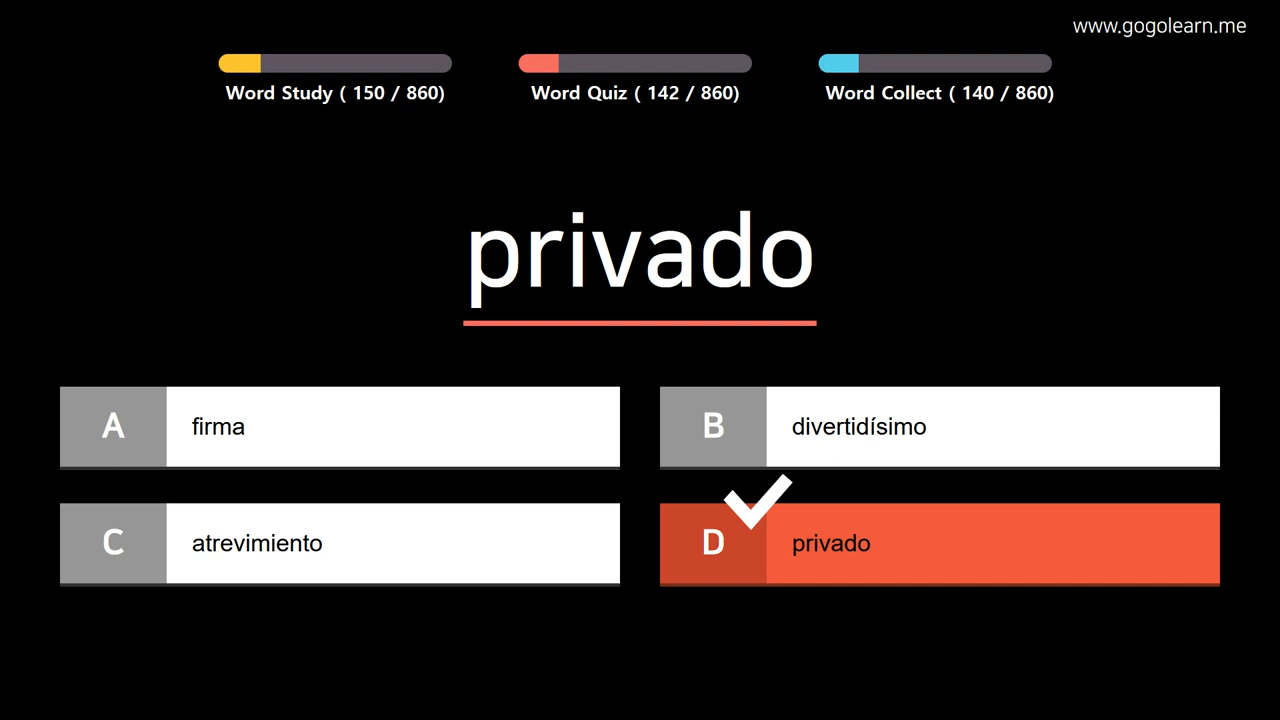 www.gogolearn.me
Word Study ( 150 / 860)
Word Quiz ( 142 / 860)
Word Collect ( 140 / 860)
privado
A firma
B divertidísimo
C atrevimiento
D privado